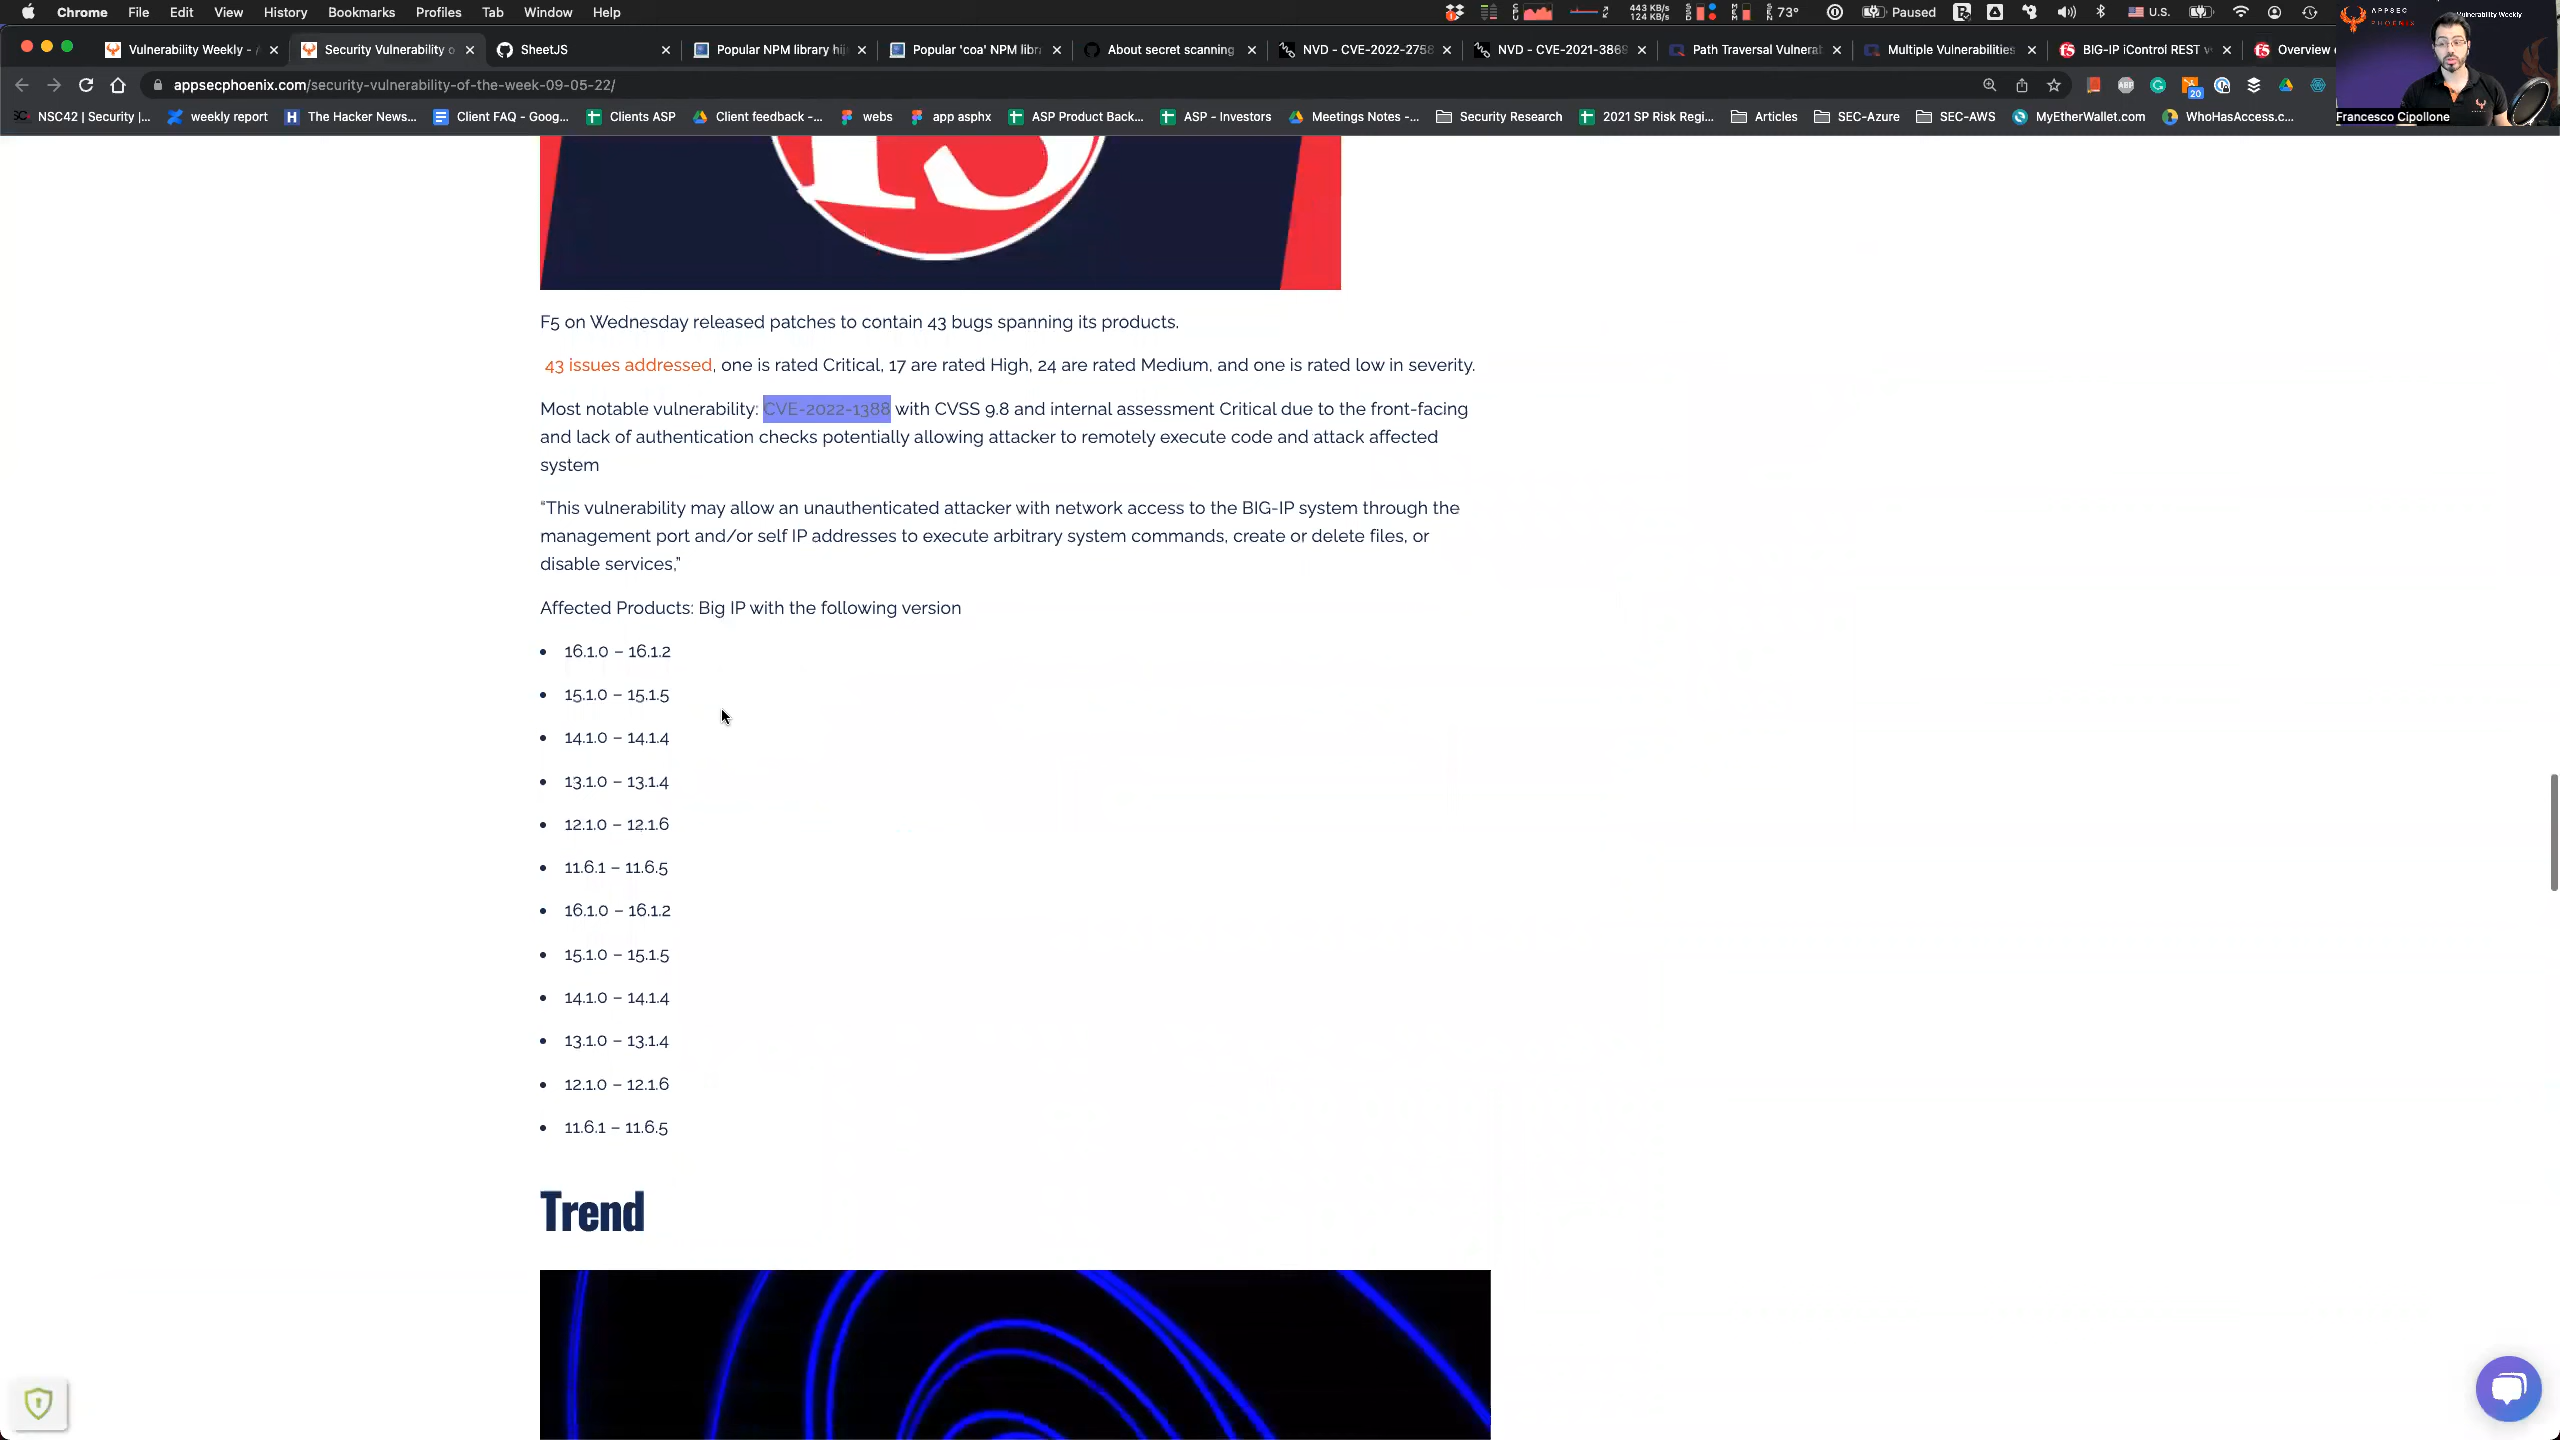 Chrome File Edit View History Bookmarks Profiles Tab Window Help
443 KB/s
124 KB/s
73°
Paused
U.S.
APPSEC
PHOENIX
Vulnerability Weekly
Vulnerability Weekly -
Security Vulnerability o
SheetJS
Popular NPM library hij
Popular 'coa' NPM libr
About secret scanning
NVD - CVE-2022-2758
NVD - CVE-2021-3869
Path Traversal Vulnerab
Multiple Vulnerabilities
BIG-IP iControl REST v
Overview
appsecphoenix.com/security-vulnerability-of-the-week-09-05-22/
20
NSC42 | Security |...
weekly report
The Hacker News...
Client FAQ - Goog...
Clients ASP
Client feedback -...
webs
app asphx
ASP Product Back...
ASP - Investors
Meetings Notes -...
Security Research
2021 SP Risk Regi...
Articles
SEC-Azure
SEC-AWS
MyEtherWallet.com
WhoHasAccess.c...
Francesco Cipollone
F5 on Wednesday released patches to contain 43 bugs spanning its products.
43 issues addressed, one is rated Critical, 17 are rated High, 24 are rated Medium, and one is rated low in severity.
Most notable vulnerability: CVE-2022-1388 with CVSS 9.8 and internal assessment Critical due to the front-facing
and lack of authentication checks potentially allowing attacker to remotely execute code and attack affected
system
“This vulnerability may allow an unauthenticated attacker with network access to the BIG-IP system through the
management port and/or self IP addresses to execute arbitrary system commands, create or delete files, or
disable services,”
Affected Products: Big IP with the following version
• 16.1.0 – 16.1.2
• 15.1.0 – 15.1.5
• 14.1.0 – 14.1.4
• 13.1.0 – 13.1.4
• 12.1.0 – 12.1.6
• 11.6.1 – 11.6.5
• 16.1.0 – 16.1.2
• 15.1.0 – 15.1.5
• 14.1.0 – 14.1.4
• 13.1.0 – 13.1.4
• 12.1.0 – 12.1.6
• 11.6.1 – 11.6.5
Trend